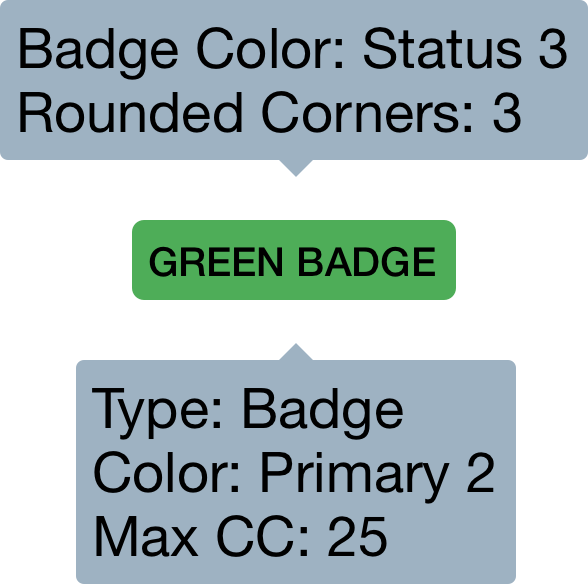 Badge Color: Status 3
Rounded Corners: 3
GREEN BADGE
Type: Badge
Color: Primary 2
Max CC: 25